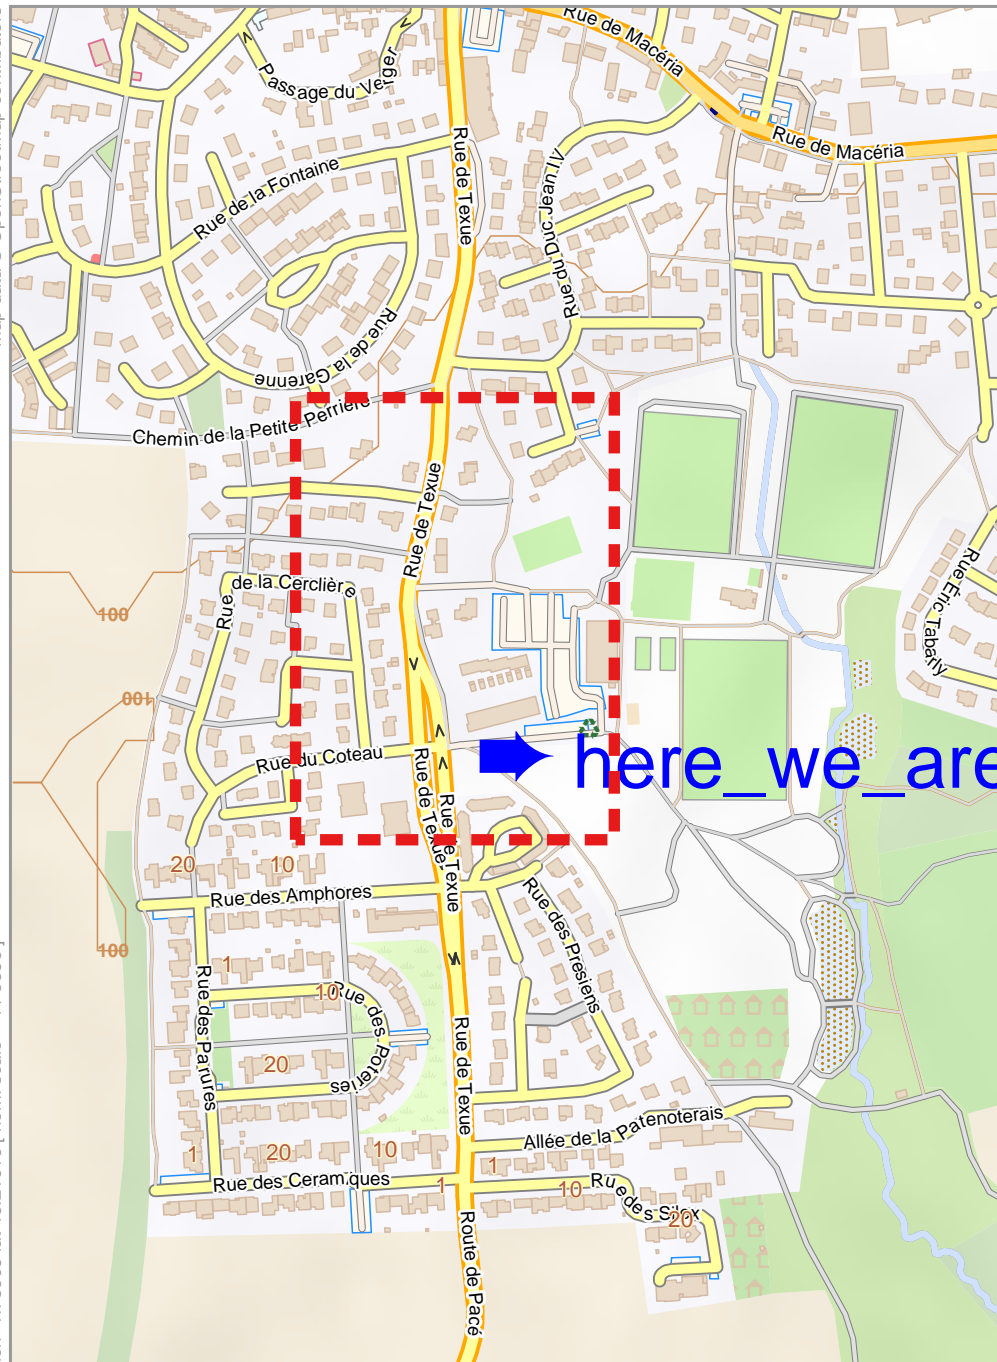 Rue de Macéria
Passage du Verger
Rue de Texue
Rue de Macéria
Rue du Duc Jean IV
Rue de la Fontaine
Rue de la Garenne
Chemin de la Petite Perrière
Rue de Texue
Rue de la Cerclière
Rue Eric Tabarly
100
100
Rue du Coteau
here_we_are
Rue de Texue
Rue de Texue
20
10
Rue des Amphores
Rue des Presiens
100
1
10
Rue des Poteries
Rue des Parures
20
Rue de Texue
Allée de la Patenoterais
1
20
10
1
Rue des Ceramiques
1
10
Rue des Silex
20
Route de Pacé